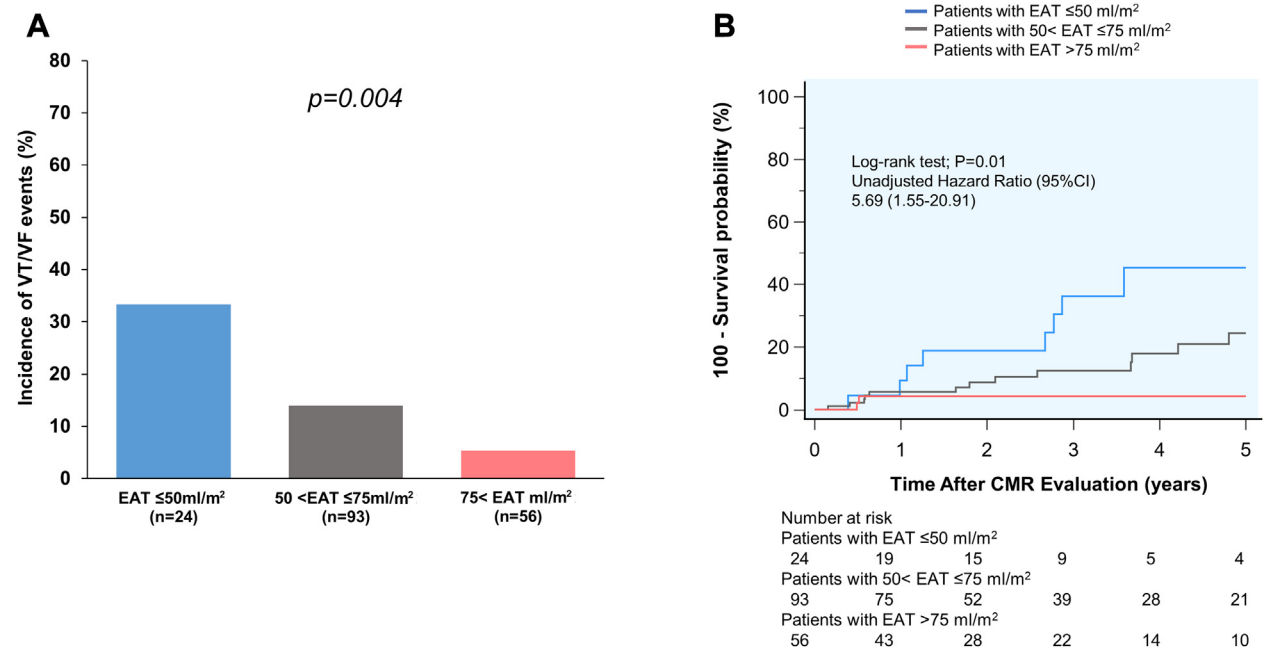 A
80
70
60
50
40
30
20
10
0
Incidence of VT/VF events (%)
p=0.004
EAT ≤50ml/m²
(n=24)
50 <EAT ≤75ml/m²
(n=93)
75< EAT ml/m²
(n=56)
B
Patients with EAT ≤50 ml/m²
Patients with 50< EAT ≤75 ml/m²
Patients with EAT >75 ml/m²
100 - Survival probability (%)
100
80
60
40
20
0
Log-rank test; P=0.01
Unadjusted Hazard Ratio (95%CI)
5.69 (1.55-20.91)
0 1 2 3 4 5
Time After CMR Evaluation (years)
Number at risk
Patients with EAT ≤50 ml/m²
24 19 15 9 5 4
Patients with 50< EAT ≤75 ml/m²
93 75 52 39 28 21
Patients with EAT >75 ml/m²
56 43 28 22 14 10